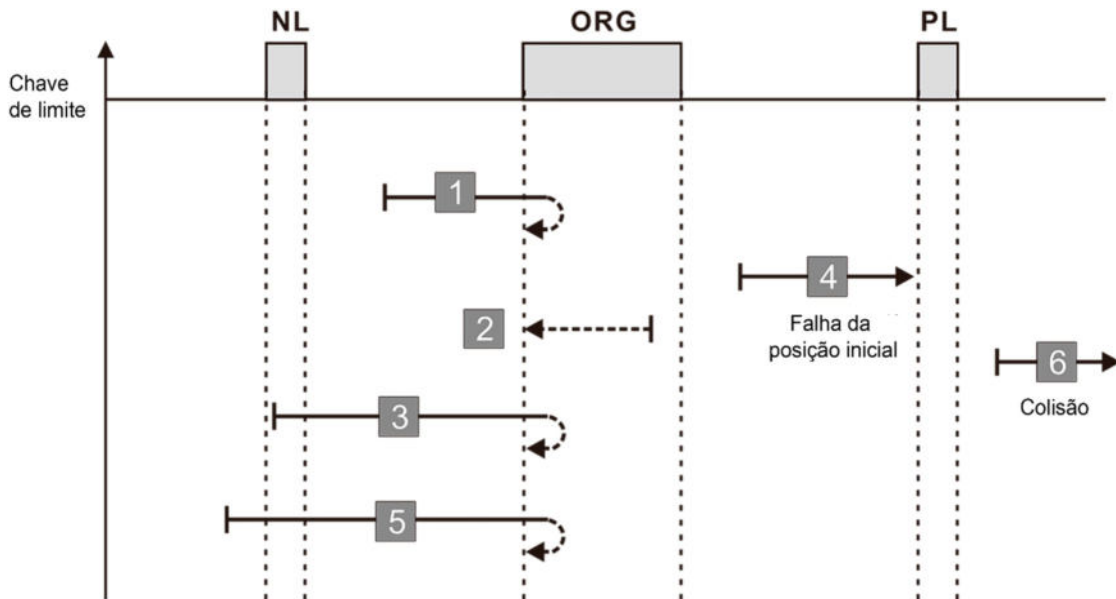 NL
ORG
PL
Chave
de limite
1
4
2
Falha da
posição inicial
6
Colisão
3
5